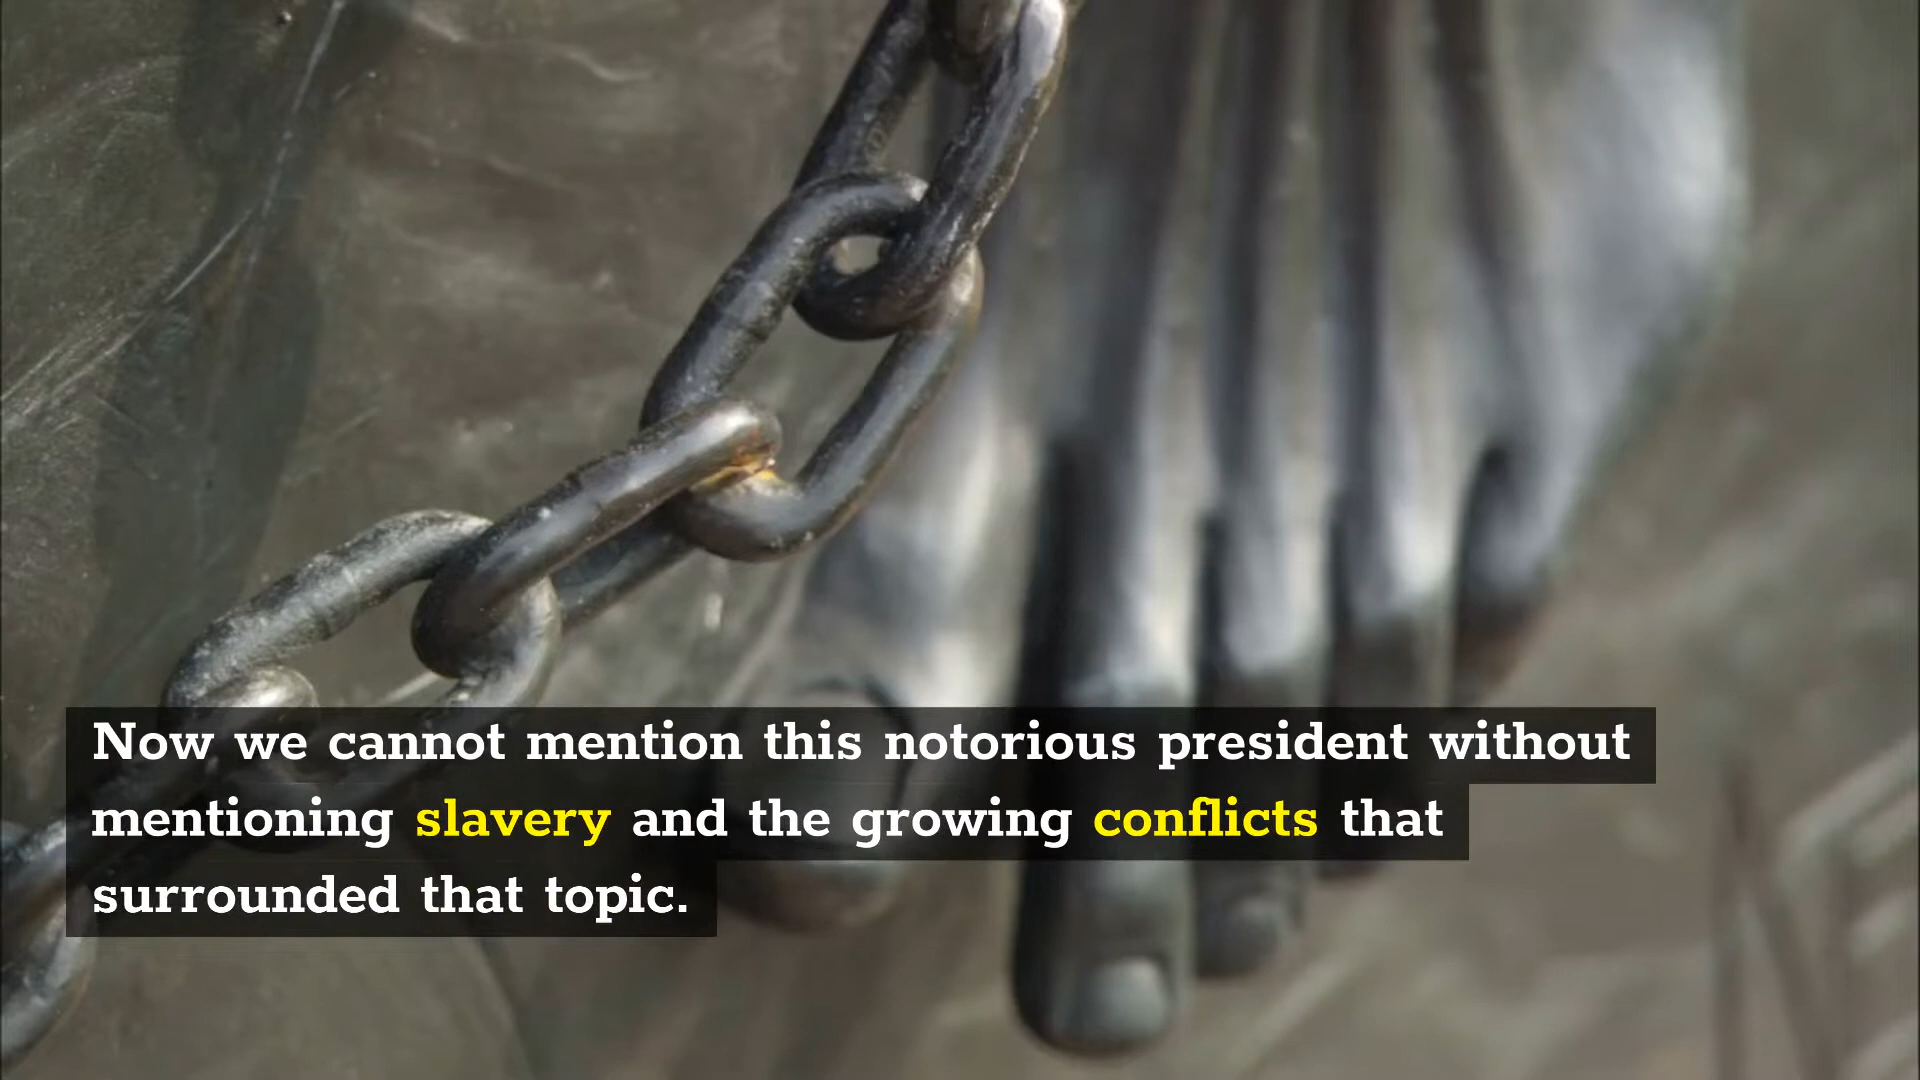 Now we cannot mention this notorious president without
mentioning slavery and the growing conflicts that
surrounded that topic.